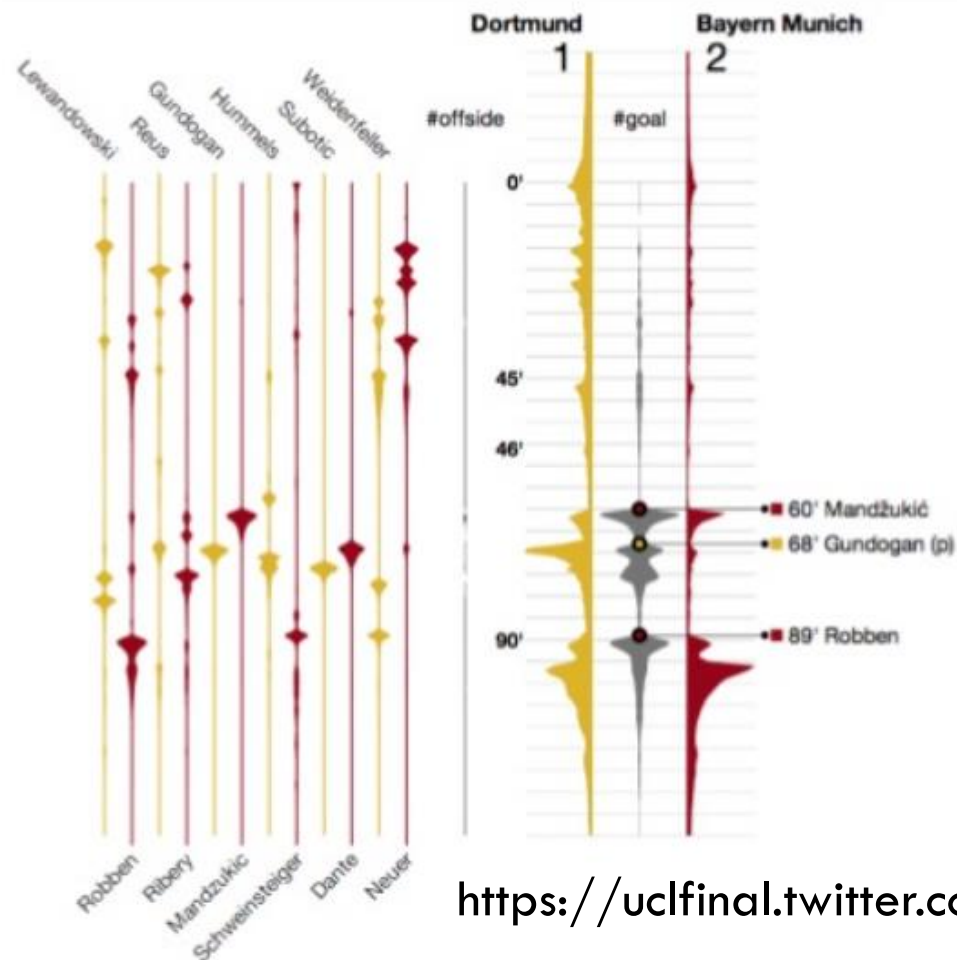 Dortmund
Bayern Munich
1
2
Lewandowski
Reus
Gundogan
Hummels
Subotic
Weidenfeller
#offside
#goal
0'
45'
46'
60' Mandžukić
68' Gundogan (p)
90'
89' Robben
Robben
Ribery
Mandzukic
Schweinsteiger
Dante
Neuer
https://uclfinal.twitter.co